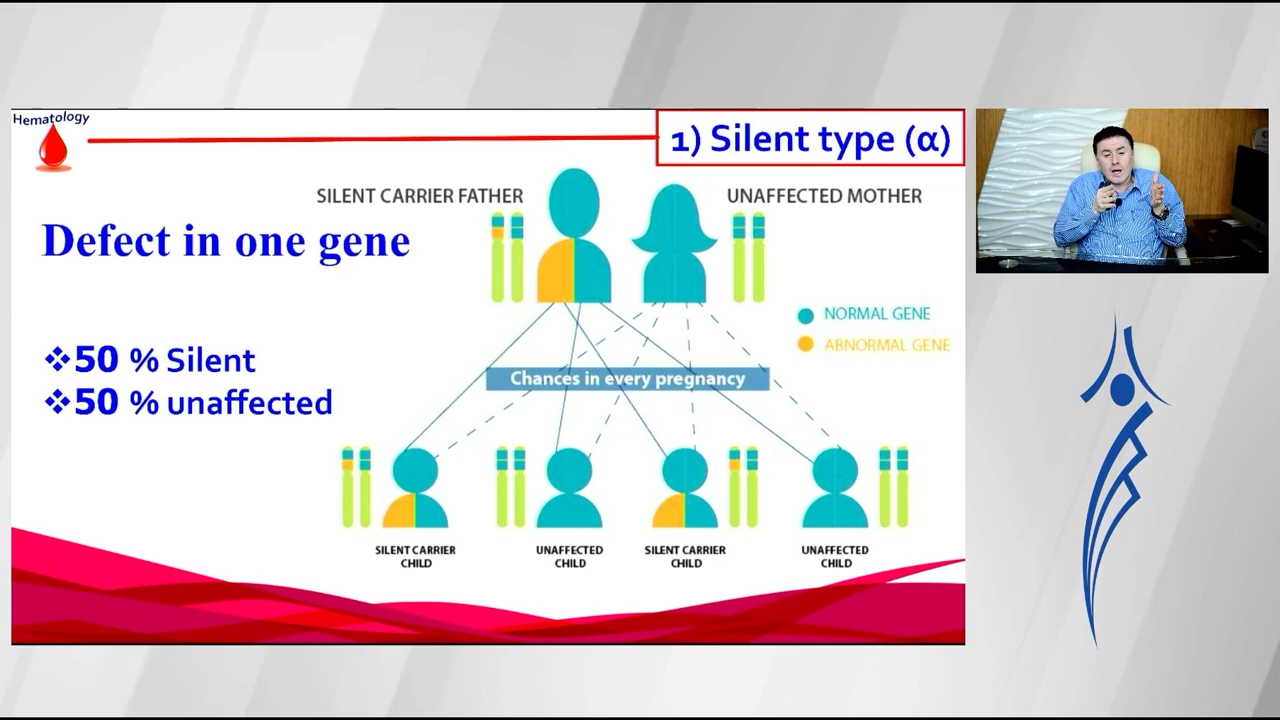 Hematology
1) Silent type (α)
SILENT CARRIER FATHER
UNAFFECTED MOTHER
Defect in one gene
NORMAL GENE
ABNORMAL GENE
❖50 % Silent
❖50 % unaffected
Chances in every pregnancy
SILENT CARRIER
CHILD
UNAFFECTED
CHILD
SILENT CARRIER
CHILD
UNAFFECTED
CHILD